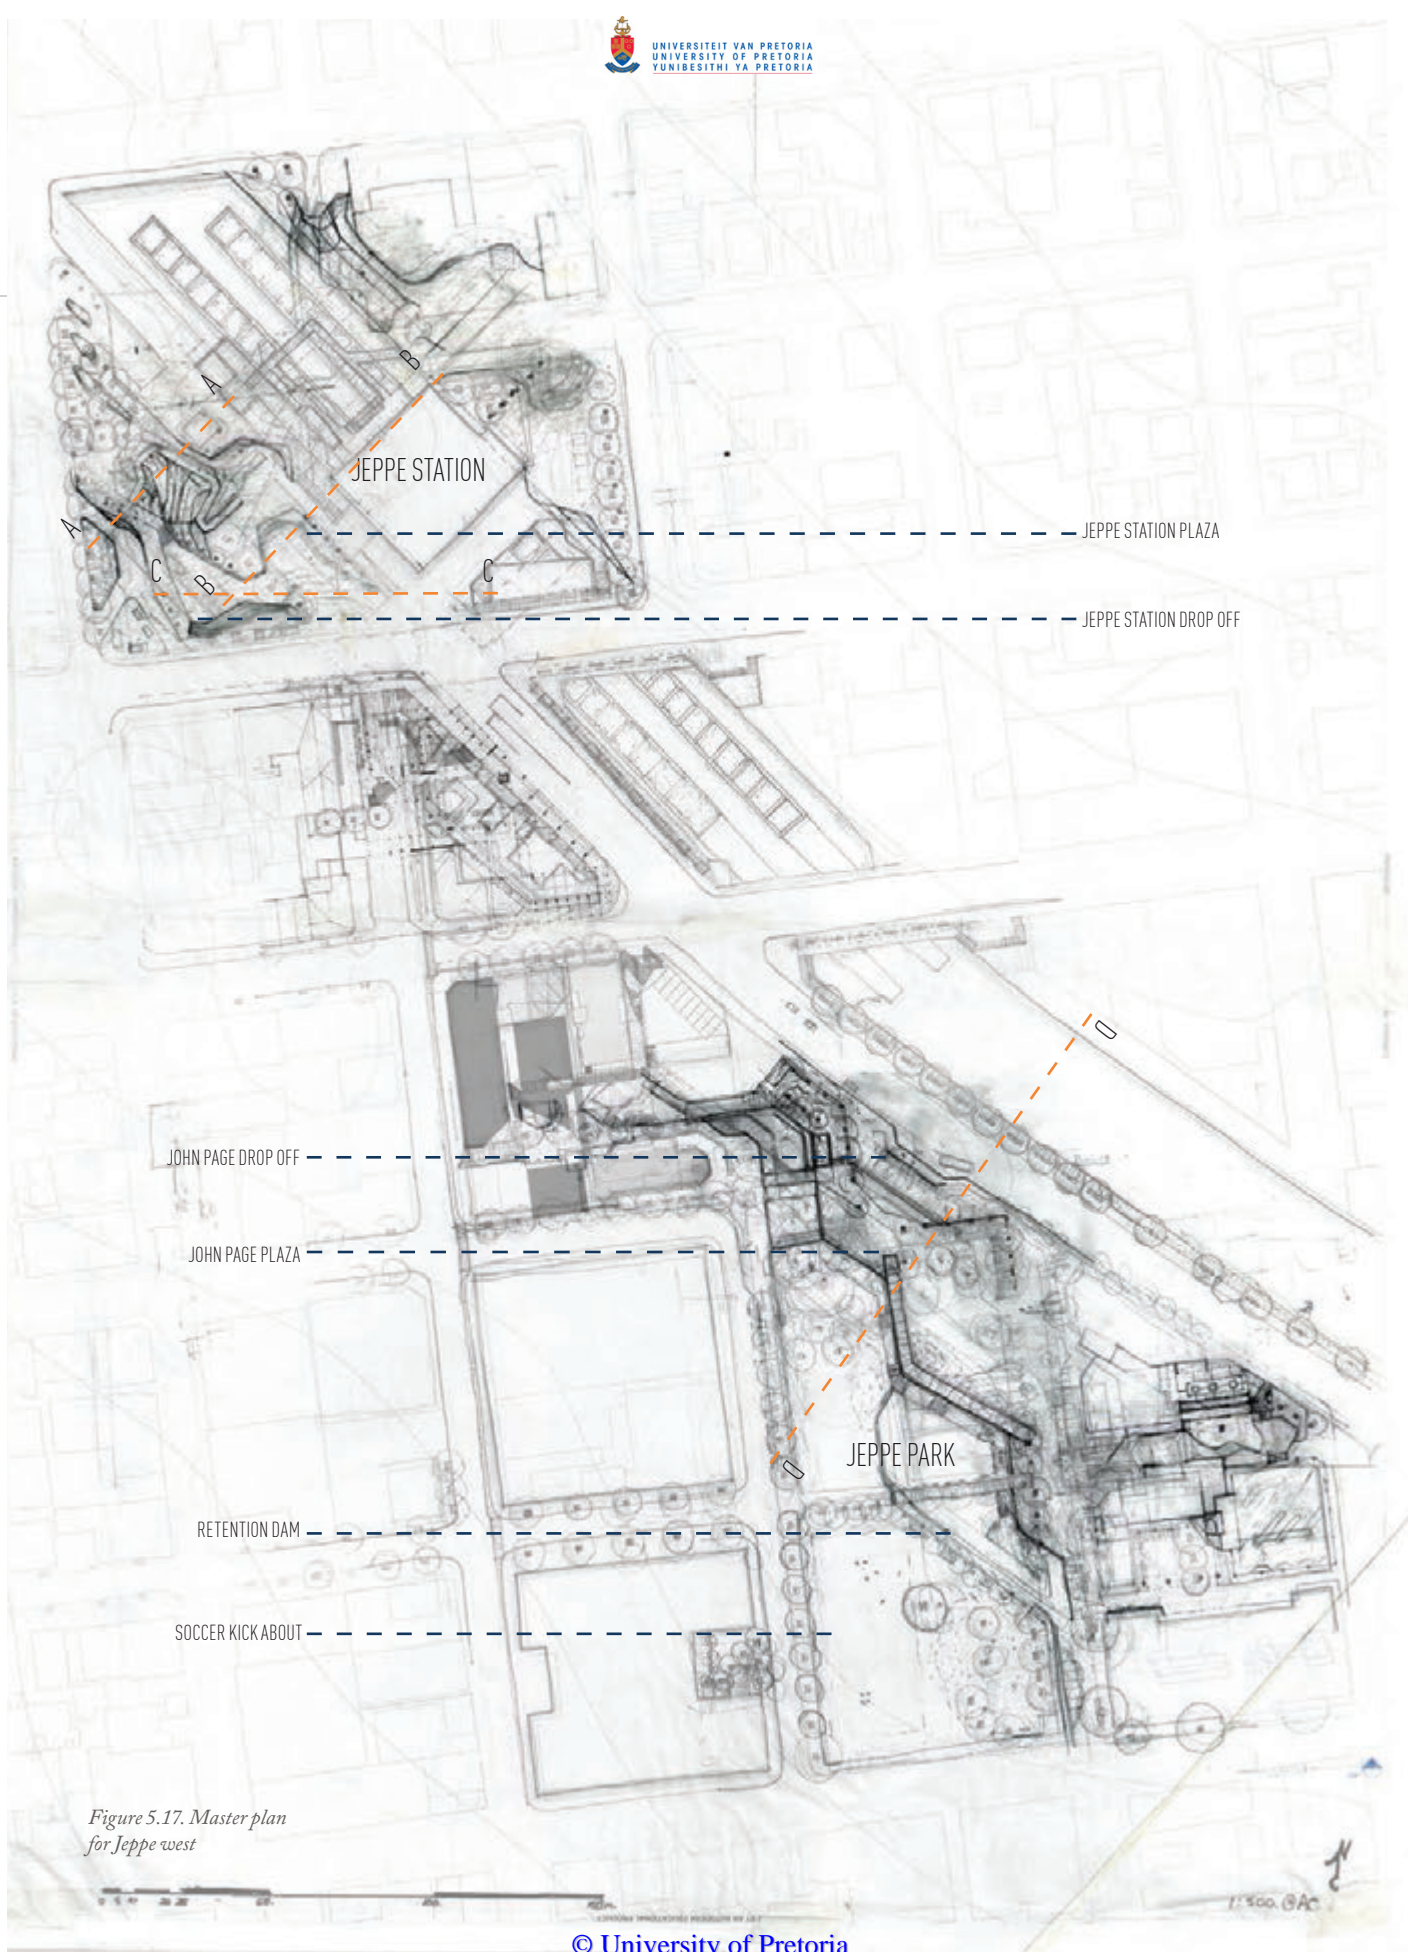 UNIVERSITEIT VAN PRETORIA
UNIVERSITY OF PRETORIA
YUNIBESITHI YA PRETORIA
B
A
JEPPE STATION
A
JEPPE STATION PLAZA
C
B
C
JEPPE STATION DROP OFF
D
JOHN PAGE DROP OFF
JOHN PAGE PLAZA
JEPPE PARK
D
RETENTION DAM
SOCCER KICK ABOUT
Figure 5.17. Master plan
for Jeppe west
N
© University of Pretoria